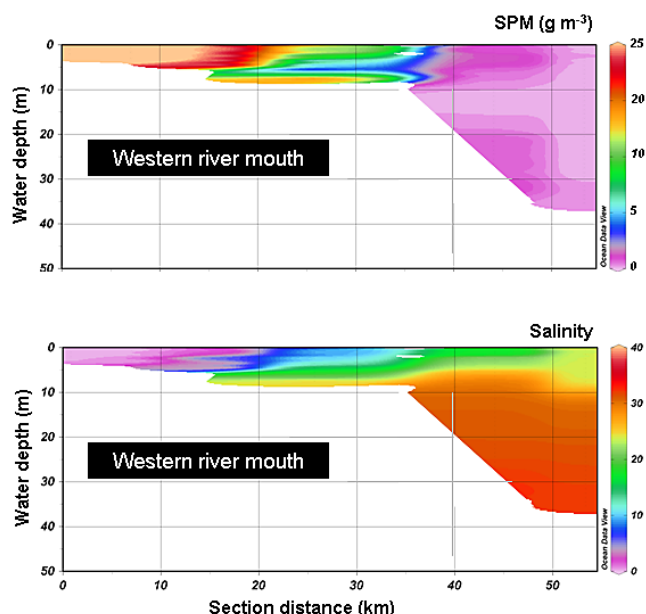 SPM (g m-3)
0
10
20
30
40
50
Water depth (m)
Western river mouth
25
20
10
5
0
Ocean Data View
Salinity
0
10
20
30
40
50
Water depth (m)
Western river mouth
40
30
20
10
0
Ocean Data View
0 10 20 30 40 50
Section distance (km)